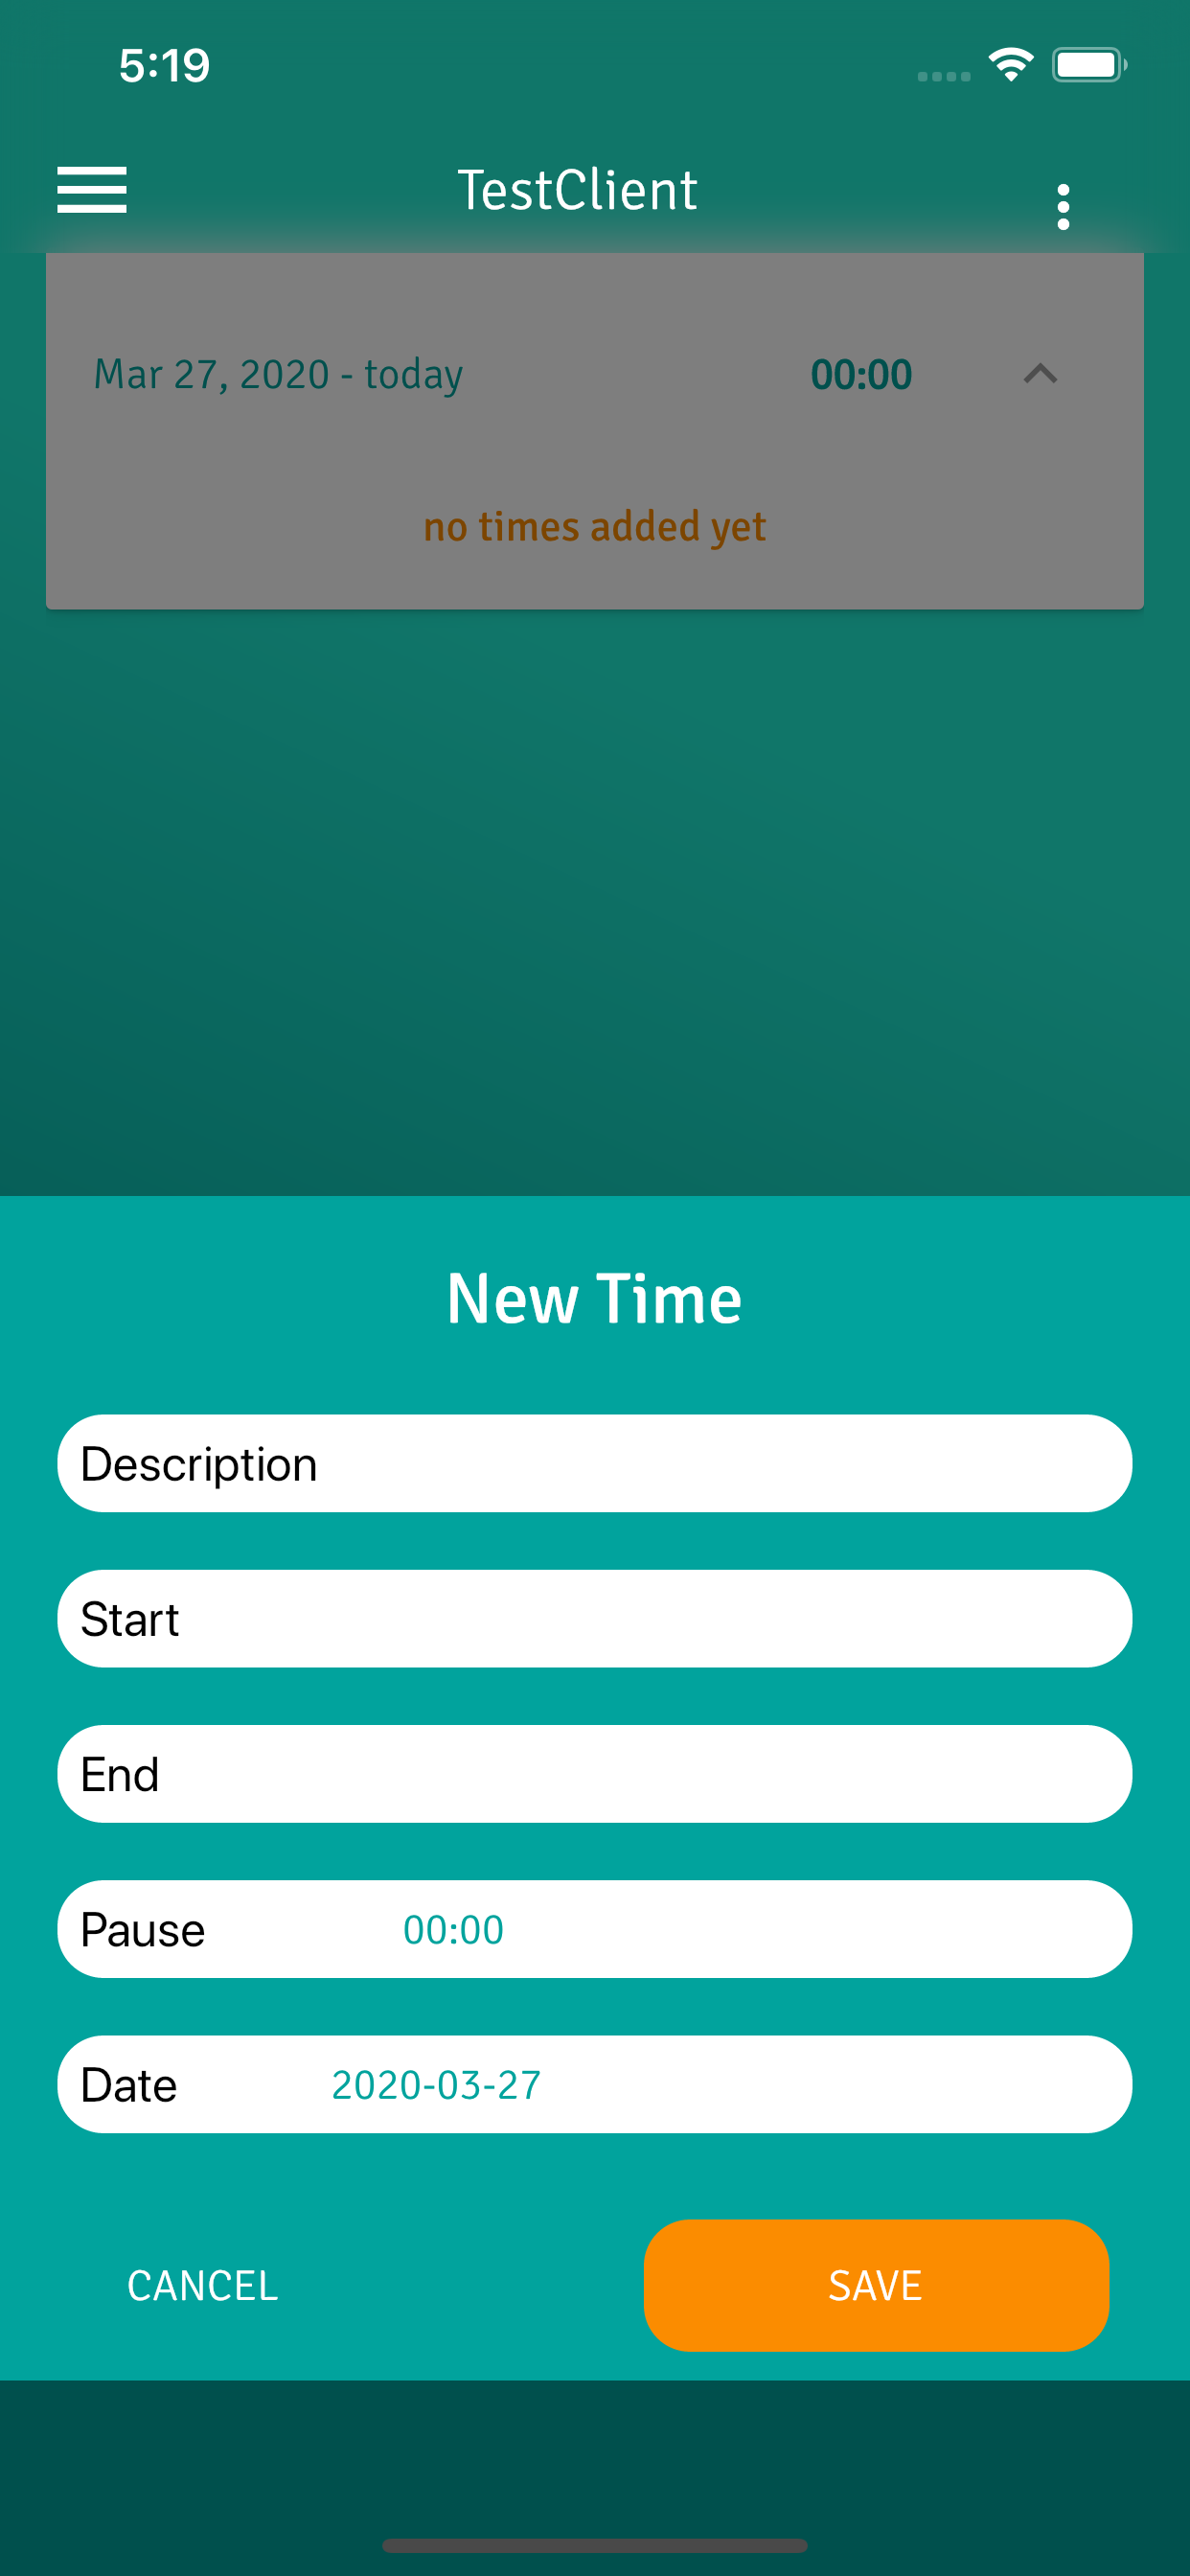 5:19
TestClient
Mar 27, 2020 - today 00:00
no times added yet
New Time
Description
Start
End
Pause 00:00
Date 2020-03-27
CANCEL SAVE